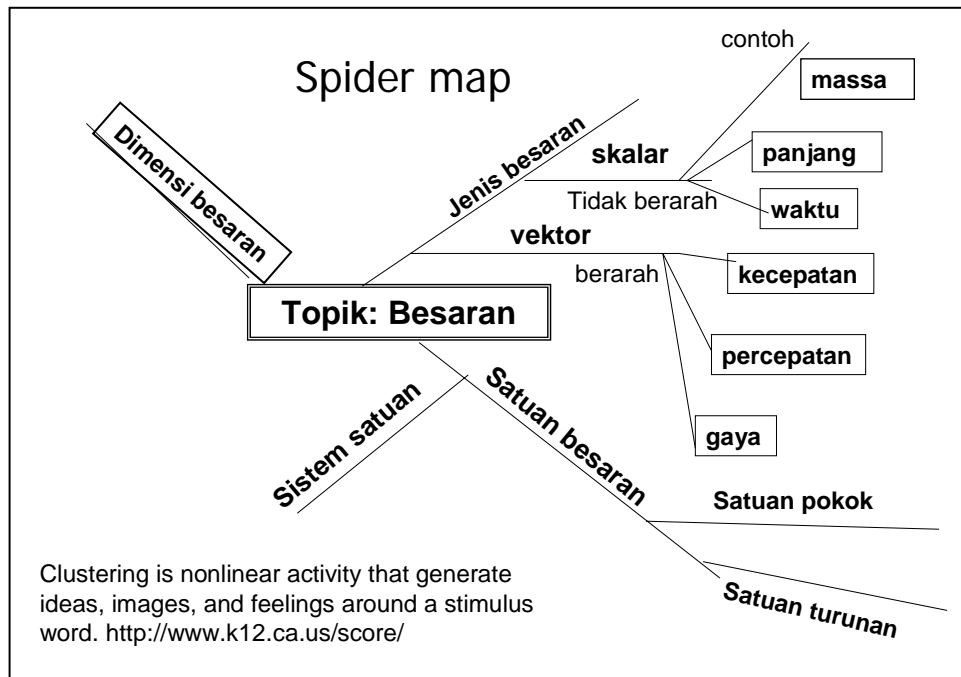 Spider map
contoh
massa
Dimensi besaran
Jenis besaran
skalar
panjang
Tidak berarah
waktu
vektor
berarah
kecepatan
Topik: Besaran
percepatan
Sistem satuan
Satuan besaran
gaya
Satuan pokok
Satuan turunan
Clustering is nonlinear activity that generate
ideas, images, and feelings around a stimulus
word. http://www.k12.ca.us/score/